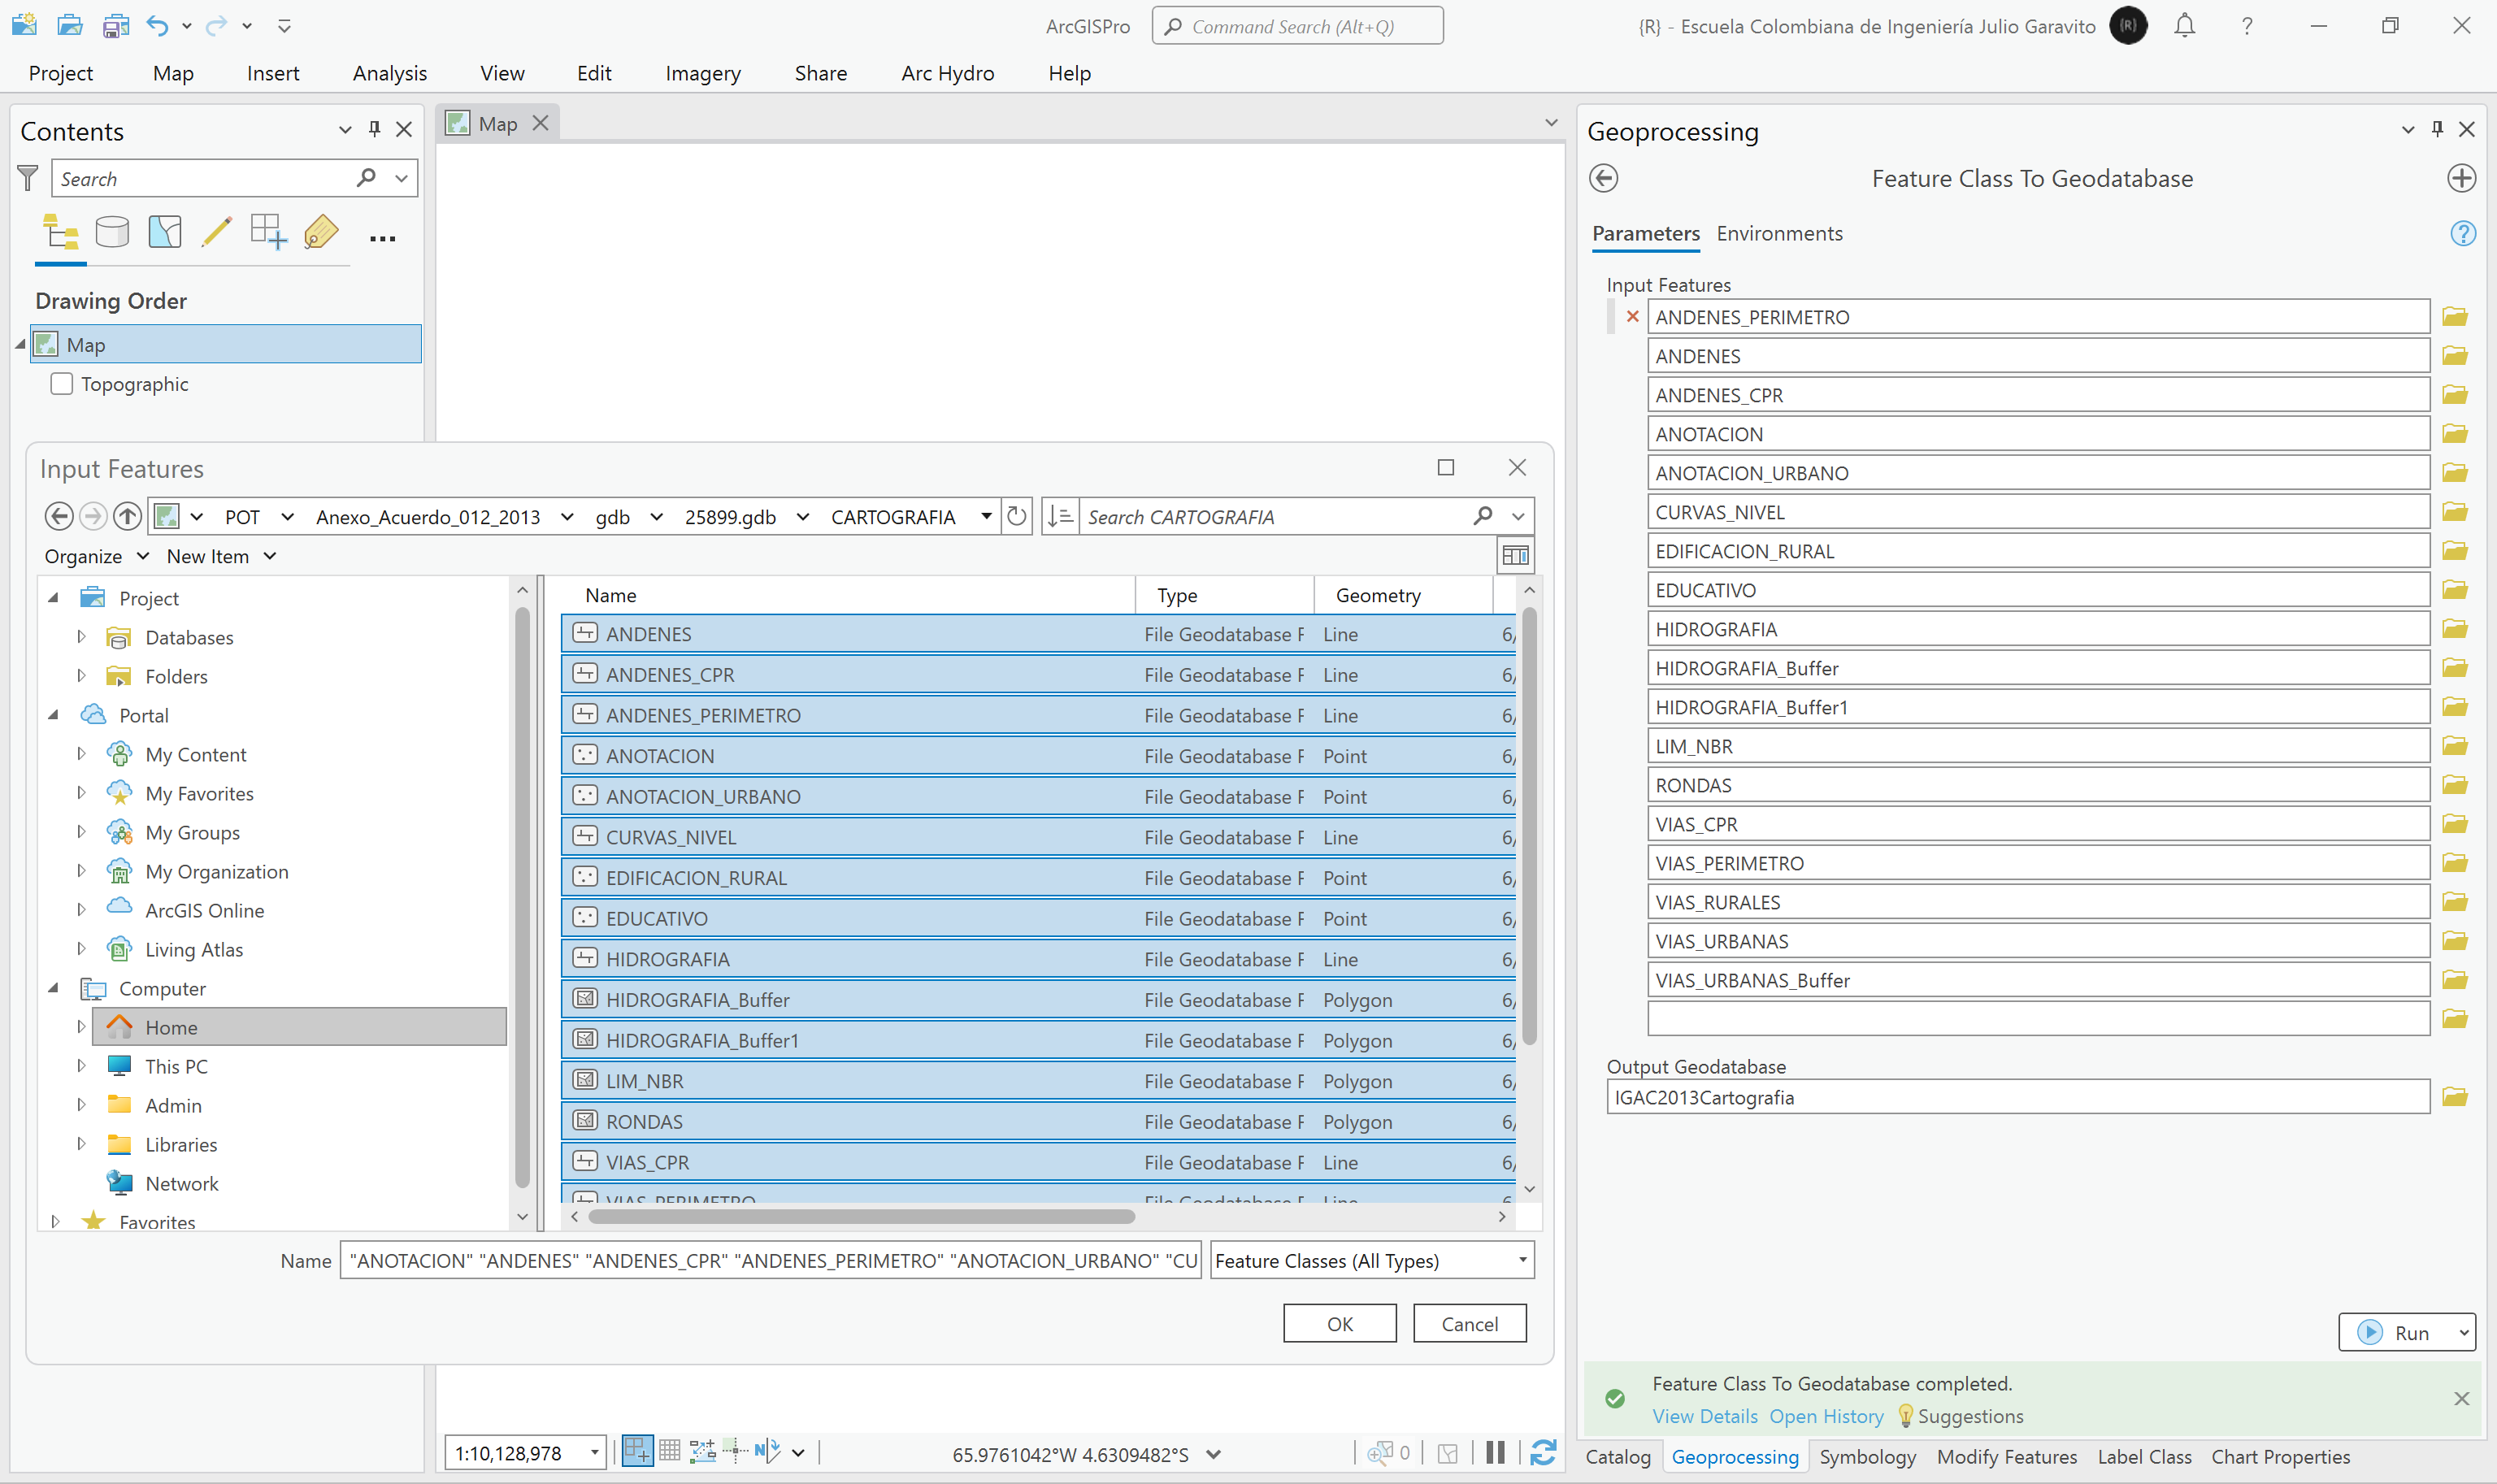 ArcGISPro
Command Search (Alt+Q)
{R} - Escuela Colombiana de Ingeniería Julio Garavito
{R}
?
Project Map Insert Analysis View Edit Imagery Share Arc Hydro Help
Contents
Search
Drawing Order
Map
Topographic
Map
Input Features
POT Anexo_Acuerdo_012_2013 gdb 25899.gdb CARTOGRAFIA
Search CARTOGRAFIA
Organize New Item
Project
Databases
Folders
Portal
My Content
My Favorites
My Groups
My Organization
ArcGIS Online
Living Atlas
Computer
Home
This PC
Admin
Libraries
Network
Favorites
Name Type Geometry
ANDENES File Geodatabase F Line 6/
ANDENES_CPR File Geodatabase F Line 6/
ANDENES_PERIMETRO File Geodatabase F Line 6/
ANOTACION File Geodatabase F Point 6/
ANOTACION_URBANO File Geodatabase F Point 6/
CURVAS_NIVEL File Geodatabase F Line 6/
EDIFICACION_RURAL File Geodatabase F Point 6/
EDUCATIVO File Geodatabase F Point 6/
HIDROGRAFIA File Geodatabase F Line 6/
HIDROGRAFIA_Buffer File Geodatabase F Polygon 6/
HIDROGRAFIA_Buffer1 File Geodatabase F Polygon 6/
LIM_NBR File Geodatabase F Polygon 6/
RONDAS File Geodatabase F Polygon 6/
VIAS_CPR File Geodatabase F Line 6/
VIAS_PERIMETRO File Geodatabase F Line 6
Name "ANOTACION" "ANDENES" "ANDENES_CPR" "ANDENES_PERIMETRO" "ANOTACION_URBANO" "CU
Feature Classes (All Types)
OK Cancel
1:10,128,978
N
65.9761042°W 4.6309482°S
0
Geoprocessing
Feature Class To Geodatabase
Parameters Environments
?
Input Features
ANDENES_PERIMETRO
ANDENES
ANDENES_CPR
ANOTACION
ANOTACION_URBANO
CURVAS_NIVEL
EDIFICACION_RURAL
EDUCATIVO
HIDROGRAFIA
HIDROGRAFIA_Buffer
HIDROGRAFIA_Buffer1
LIM_NBR
RONDAS
VIAS_CPR
VIAS_PERIMETRO
VIAS_RURALES
VIAS_URBANAS
VIAS_URBANAS_Buffer
Output Geodatabase
IGAC2013Cartografia
Run
Feature Class To Geodatabase completed.
View Details Open History Suggestions
Catalog Geoprocessing Symbology Modify Features Label Class Chart Properties